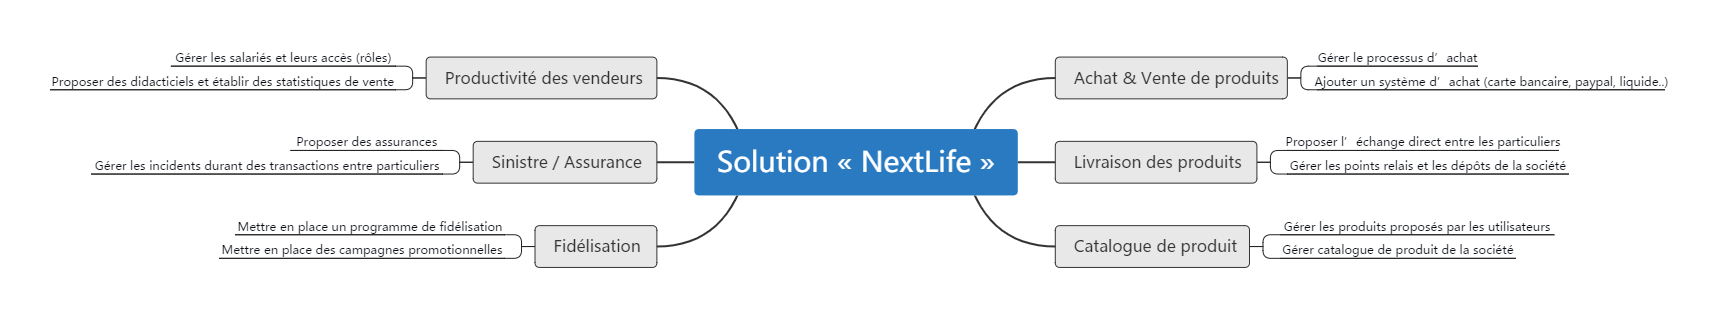 Solution « NextLife »
Productivité des vendeurs
Gérer les salariés et leurs accès (rôles)
Proposer des didacticiels et établir des statistiques de vente
Sinistre / Assurance
Proposer des assurances
Gérer les incidents durant des transactions entre particuliers
Fidélisation
Mettre en place un programme de fidélisation
Mettre en place des campagnes promotionnelles
Achat & Vente de produits
Gérer le processus d’achat
Ajouter un système d’achat (carte bancaire, paypal, liquide..)
Livraison des produits
Proposer l’échange direct entre les particuliers
Gérer les points relais et les dépôts de la société
Catalogue de produit
Gérer les produits proposés par les utilisateurs
Gérer catalogue de produit de la société